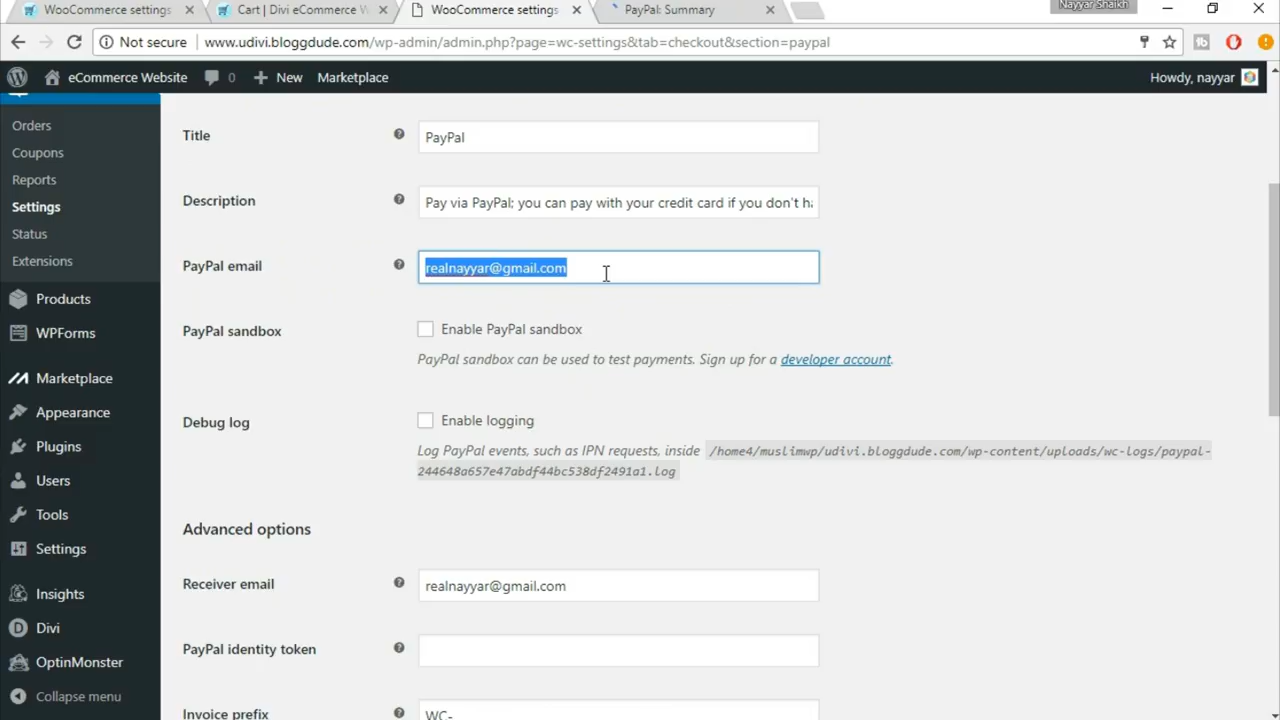 WooCommerce settings
Cart | Divi eCommerce W
WooCommerce settings
PayPal: Summary
Nayyar Shaikh
Not secure
www.udivi.bloggdude.com/wp-admin/admin.php?page=wc-settings&tab=checkout&section=paypal
eCommerce Website
0
New
Marketplace
Howdy, nayyar
Orders
Coupons
Reports
Settings
Status
Extensions
Products
WPForms
Marketplace
Appearance
Plugins
Users
Tools
Settings
Insights
Divi
OptinMonster
Collapse menu
Title
PayPal
Description
Pay via PayPal; you can pay with your credit card if you don't ha
PayPal email
realnayyar@gmail.com
PayPal sandbox
Enable PayPal sandbox
PayPal sandbox can be used to test payments. Sign up for a developer account.
Debug log
Enable logging
Log PayPal events, such as IPN requests, inside /home4/muslimwp/udivi.bloggdude.com/wp-content/uploads/wc-logs/paypal-
244648a657e47abdf44bc538df2491a1.log
Advanced options
Receiver email
realnayyar@gmail.com
PayPal identity token
Invoice prefix
WC-